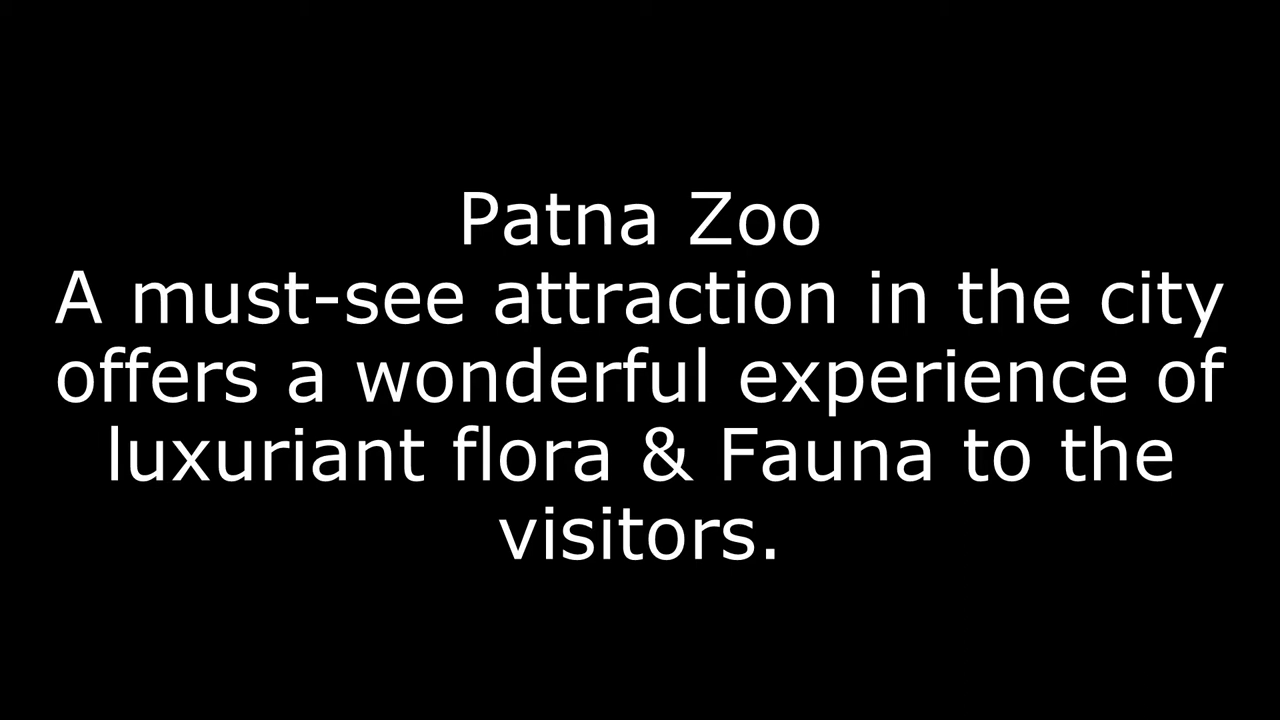 Patna Zoo
A must-see attraction in the city
offers a wonderful experience of
luxuriant flora & Fauna to the
visitors.